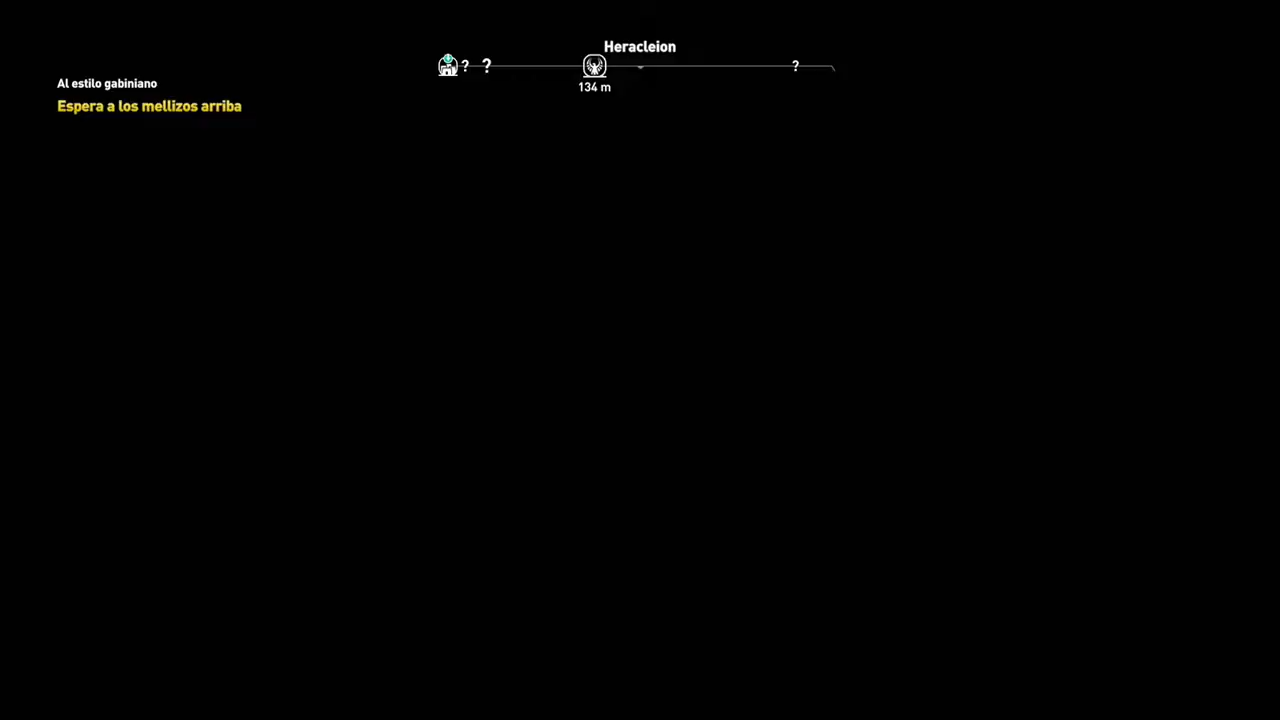 Heracleion
? ? ?
134 m
Al estilo gabiniano
Espera a los mellizos arriba